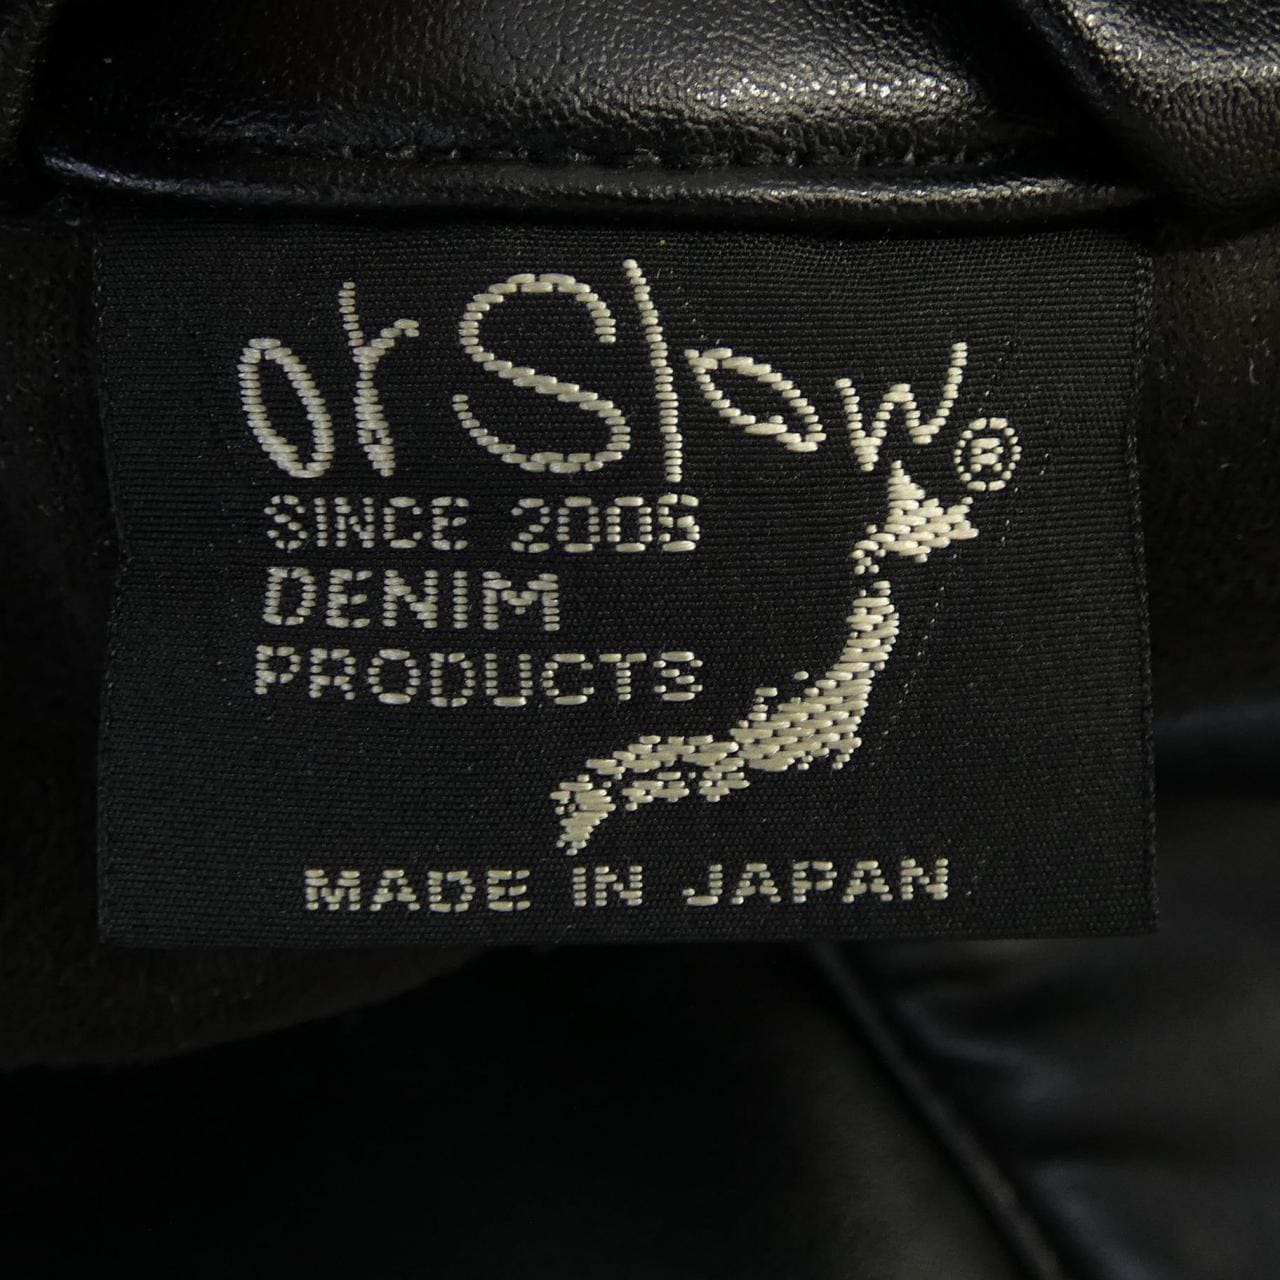 orSlow®
SINCE 2005
DENIM
PRODUCTS
MADE IN JAPAN